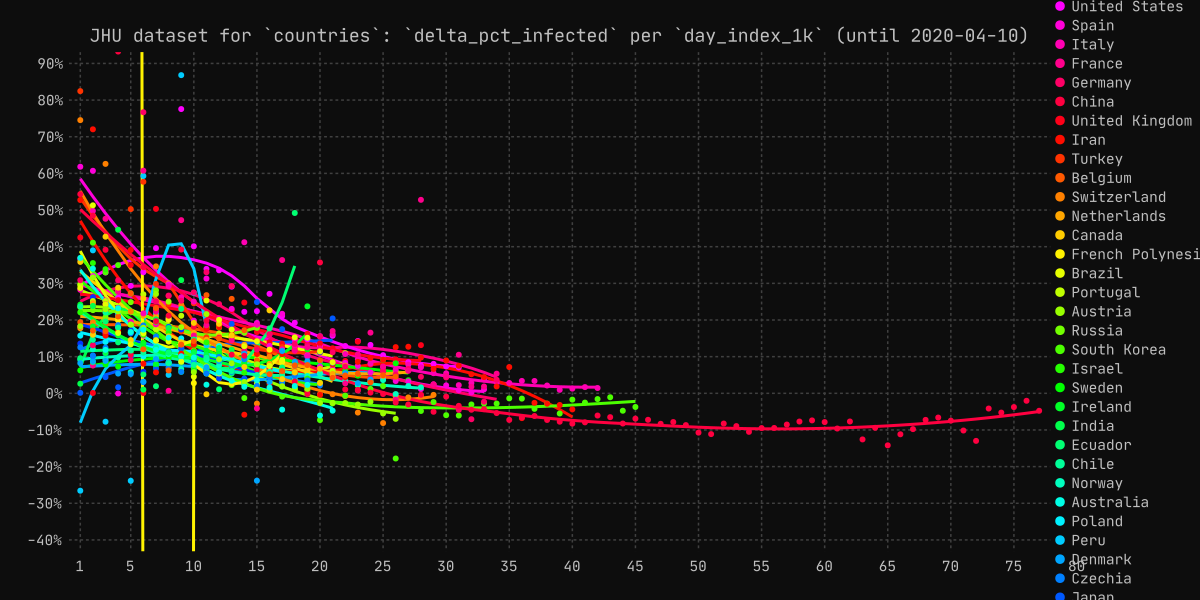 JHU dataset for `countries`: `delta_pct_infected` per `day_index_1k` (until 2020-04-10)
90%
80%
70%
60%
50%
40%
30%
20%
10%
0%
-10%
-20%
-30%
-40%
1 5 10 15 20 25 30 35 40 45 50 55 60 65 70 75 80
United States
Spain
Italy
France
Germany
China
United Kingdom
Iran
Turkey
Belgium
Switzerland
Netherlands
Canada
French Polynesi
Brazil
Portugal
Austria
Russia
South Korea
Israel
Sweden
Ireland
India
Ecuador
Chile
Norway
Australia
Poland
Peru
Denmark
Czechia
Japan